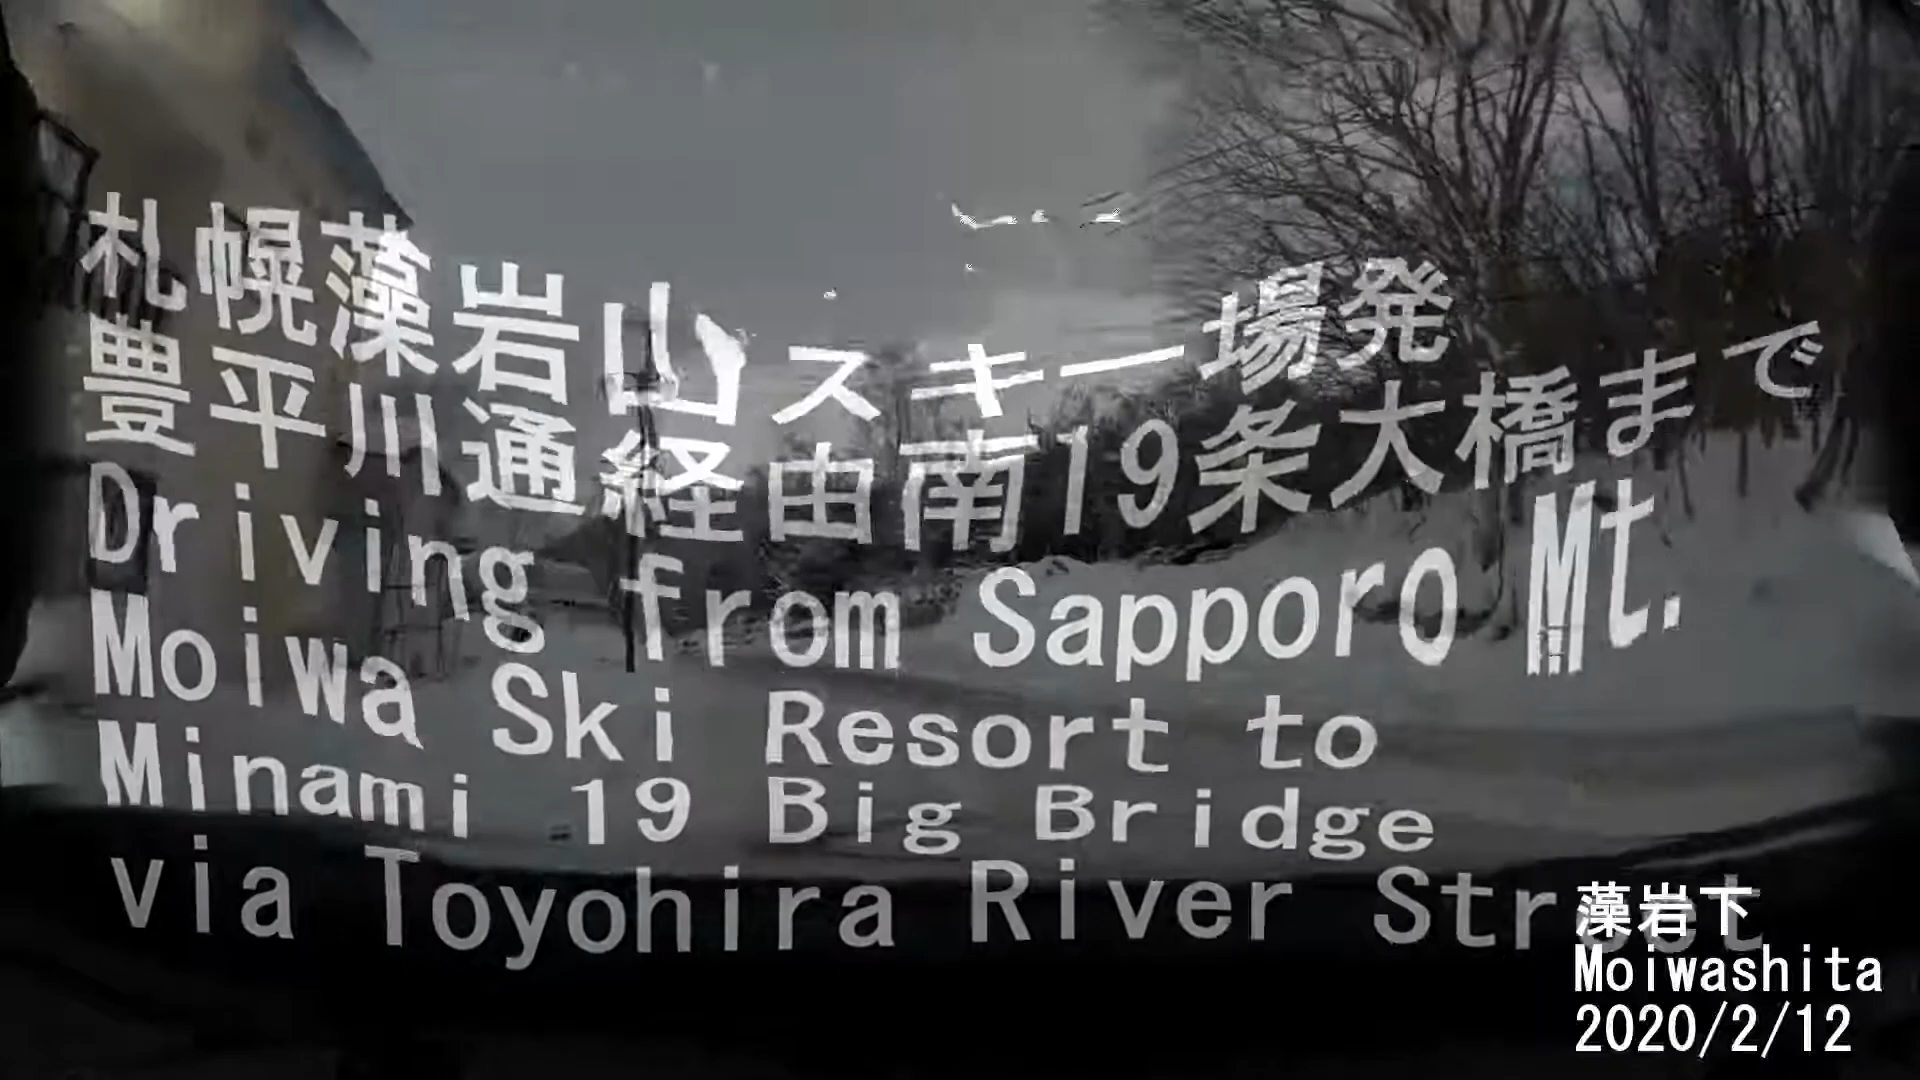 札幌藻岩山スキー場発
豊平川通経由南19条大橋まで
Driving from Sapporo Mt.
Moiwa Ski Resort to
Minami 19 Big Bridge
via Toyohira River Street
藻岩下
Moiwashita
2020/2/12